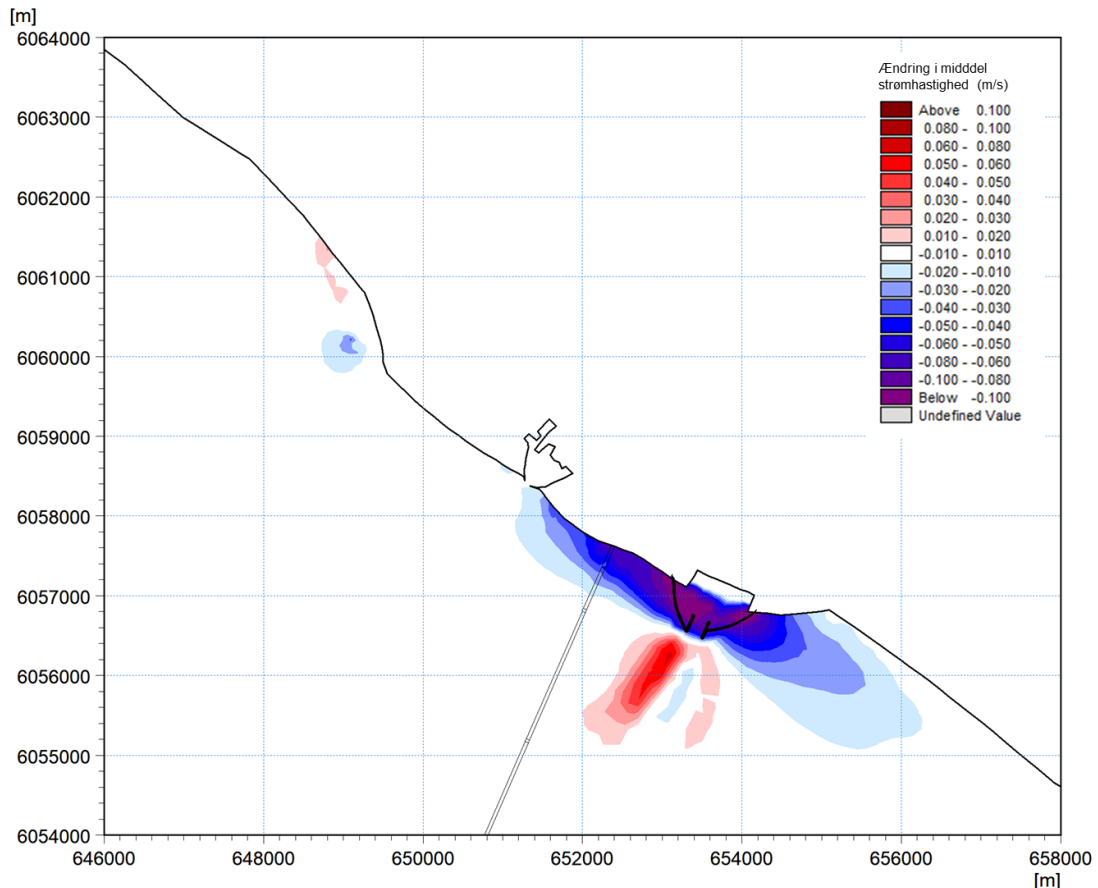 [m]
6064000
6063000
6062000
6061000
6060000
6059000
6058000
6057000
6056000
6055000
6054000
646000 648000 650000 652000 654000 656000 658000
[m]
Ændring i midddel
strømhastighed (m/s)
Above 0.100
0.080 - 0.100
0.060 - 0.080
0.050 - 0.060
0.040 - 0.050
0.030 - 0.040
0.020 - 0.030
0.010 - 0.020
-0.010 - 0.010
-0.020 - -0.010
-0.030 - -0.020
-0.040 - -0.030
-0.050 - -0.040
-0.060 - -0.050
-0.080 - -0.060
-0.100 - -0.080
Below -0.100
Undefined Value